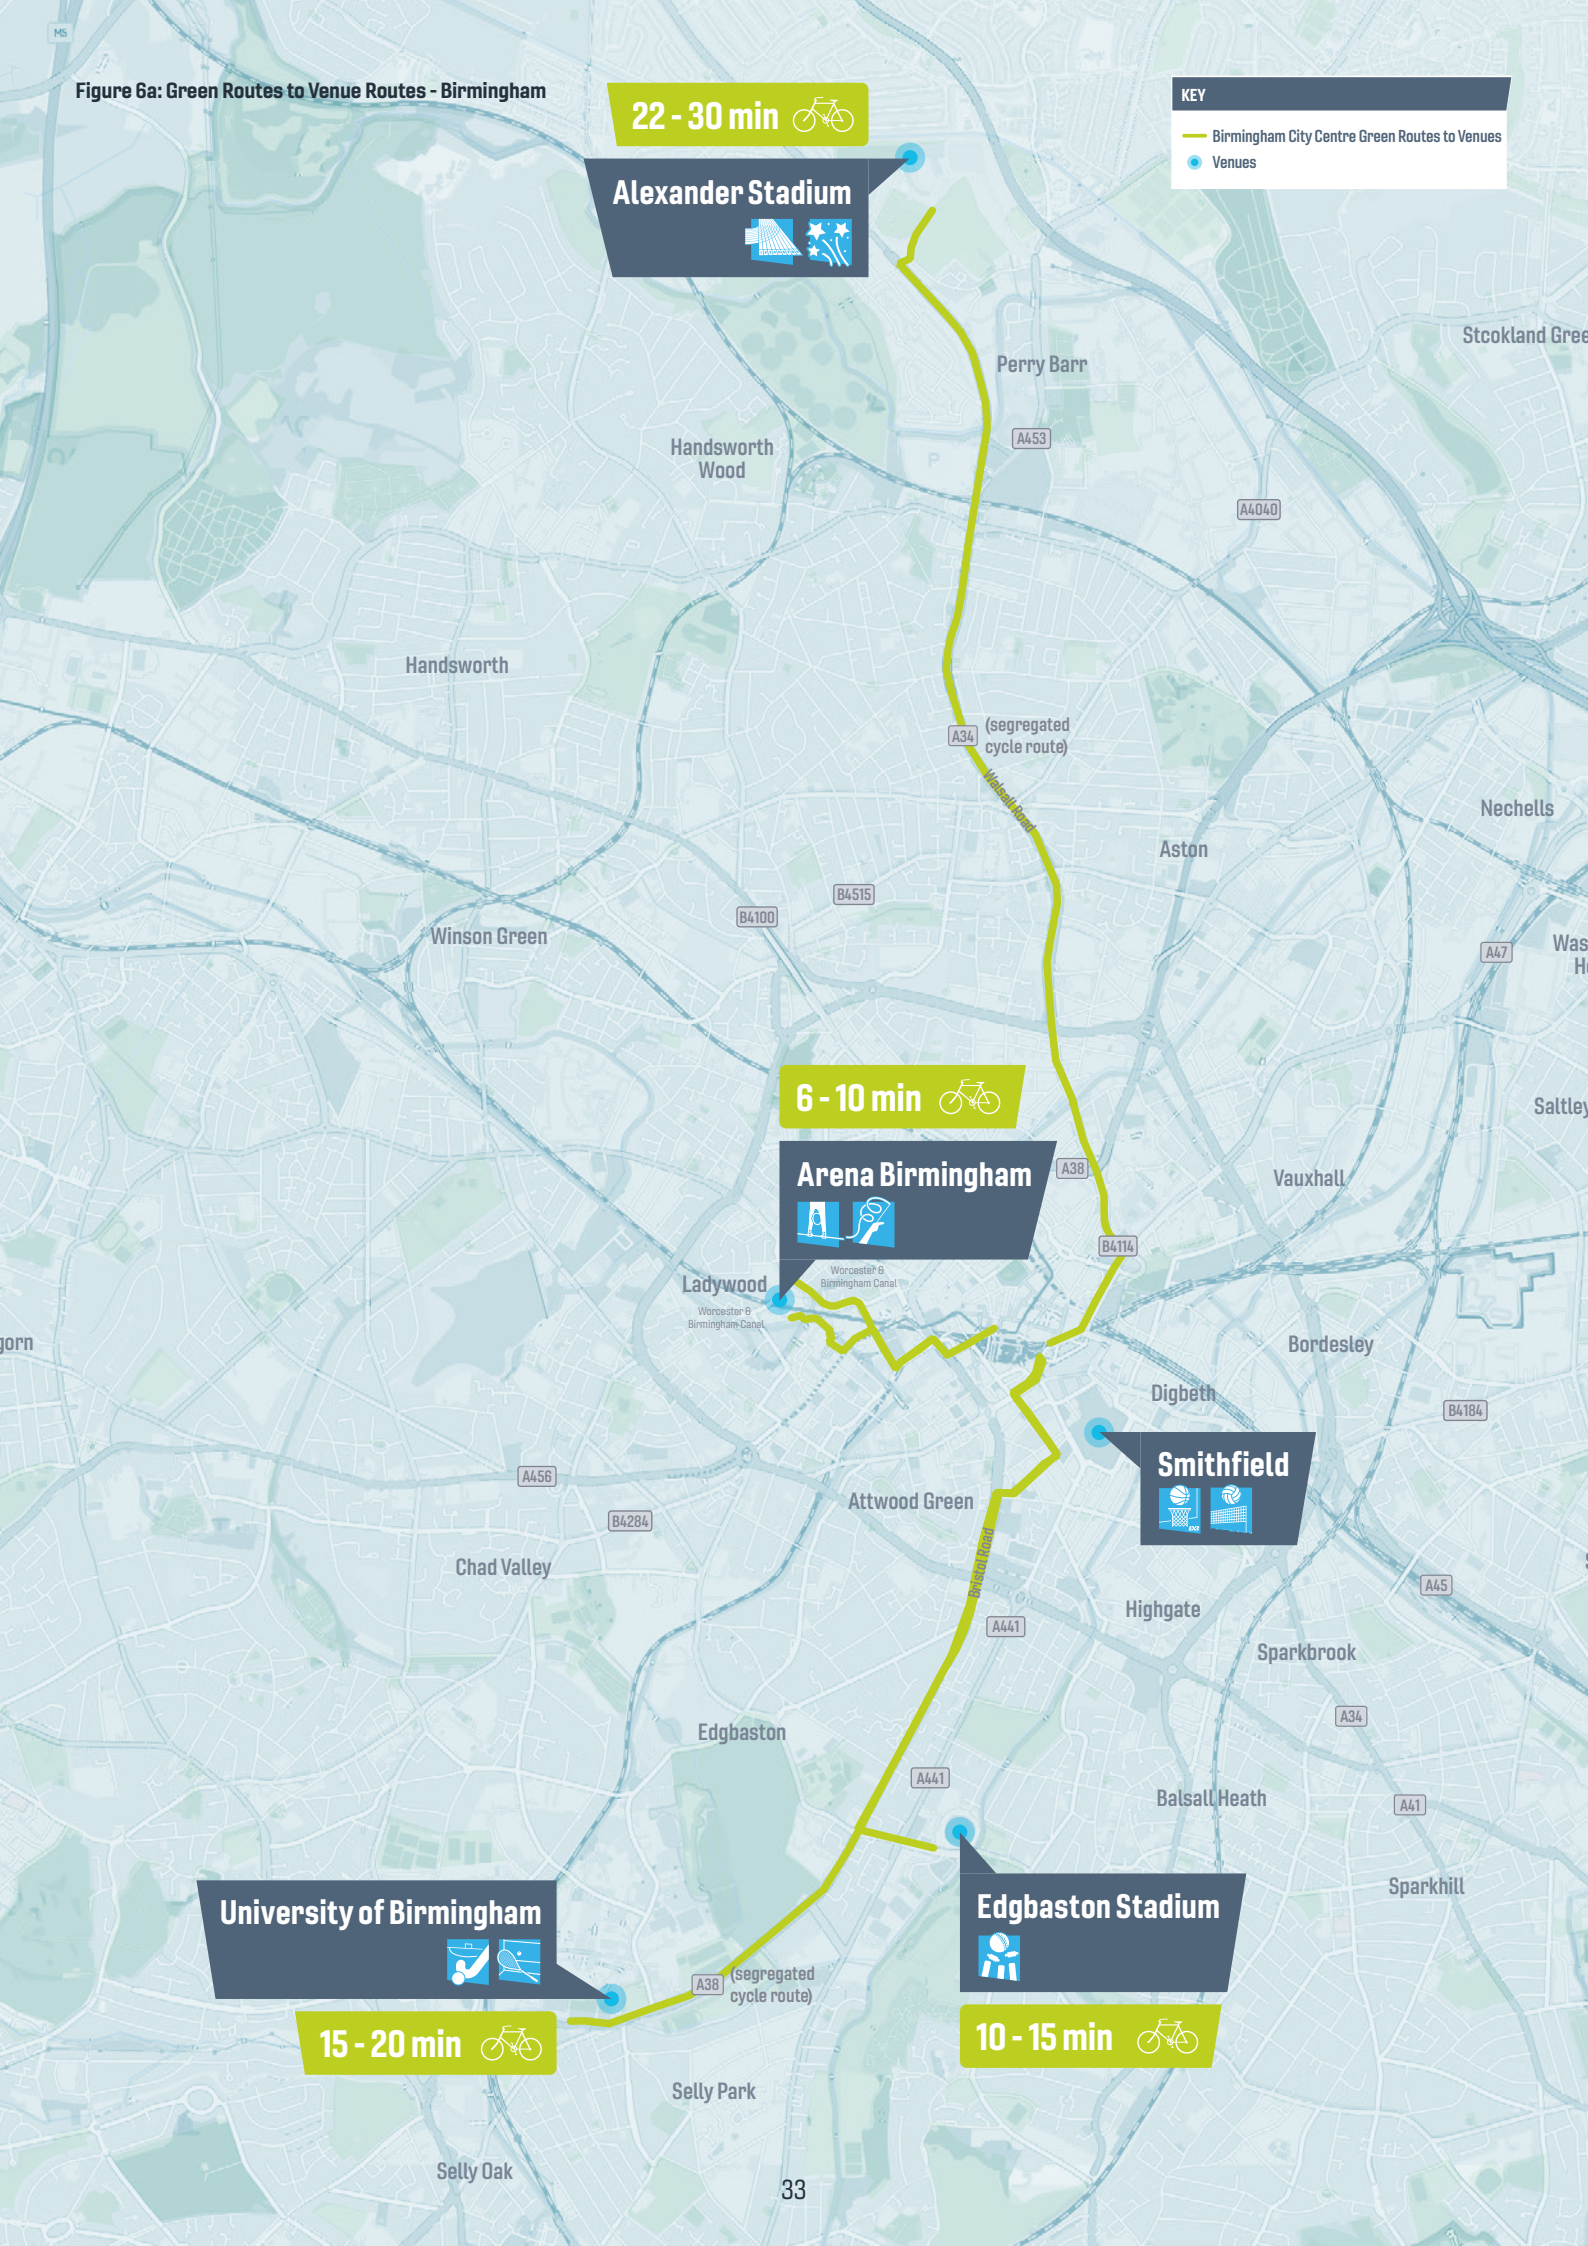 M5
Figure 6a: Green Routes to Venue Routes - Birmingham
22 - 30 min
KEY
Birmingham City Centre Green Routes to Venues
Venues
Alexander Stadium
Stcokland Gree
Perry Barr
A453
Handsworth
Wood
P
A4040
Handsworth
A34
(segregated
cycle route)
Walsall Road
Nechells
Aston
B4515
B4100
Winson Green
A47
Was
H
6 - 10 min
Saltley
Arena Birmingham
A38
Vauxhall
B4114
Worcester &
Birmingham Canal
Ladywood
Worcester &
Birmingham Canal
gorn
Bordesley
Digbeth
B4184
Smithfield
3X3
A456
Attwood Green
B4284
Bristol Road
Chad Valley
A45
Highgate
A441
Sparkbrook
A34
Edgbaston
A441
Balsall Heath
A41
Sparkhill
University of Birmingham
Edgbaston Stadium
A38
(segregated
cycle route)
15 - 20 min
10 - 15 min
Selly Park
Selly Oak
33